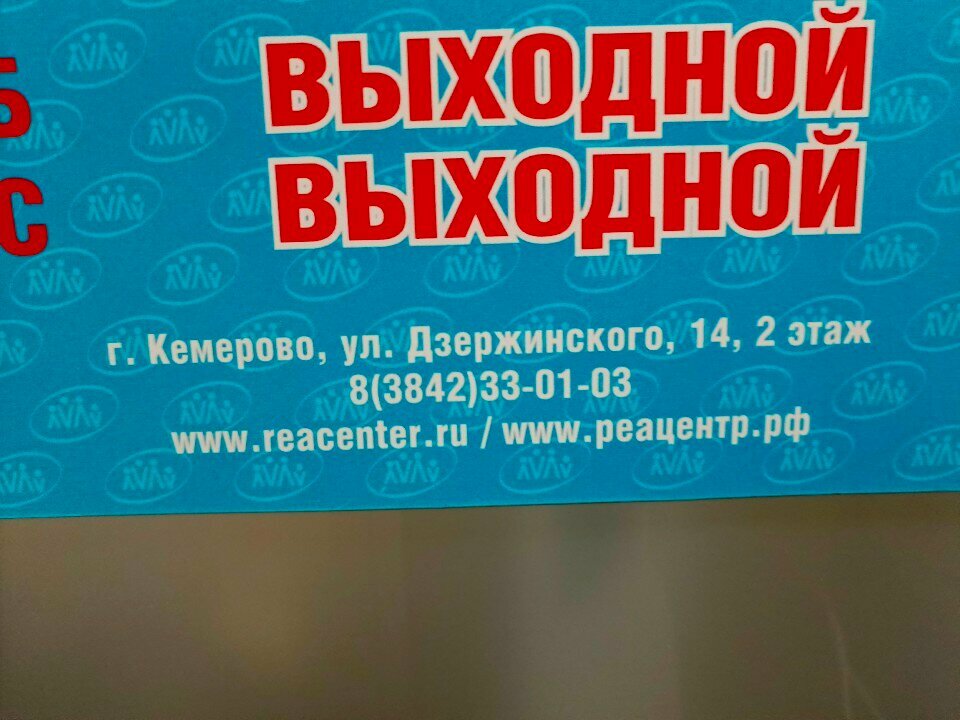 Б ВЫХОДНОЙ
С ВЫХОДНОЙ
г. Кемерово, ул. Дзержинского, 14, 2 этаж
8(3842)33-01-03
www.reacenter.ru / www.реацентр.рф